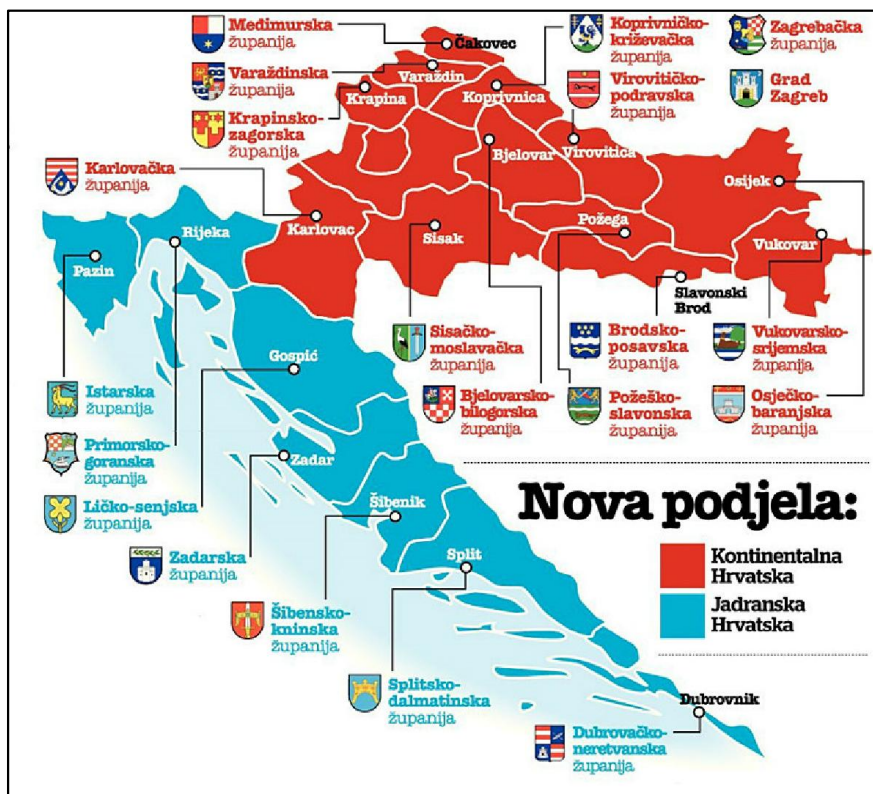 Međimurska
županija
Varaždinska
županija
Krapinsko-
zagorska
županija
Karlovačka
županija
Koprivničko-
križevačka
županija
Virovitičko-
podravska
županija
Zagrebačka
županija
Grad
Zagreb
Čakovec
Varaždin
Krapina
Koprivnica
Bjelovar
Virovitica
Osijek
Rijeka
Karlovac
Sisak
Požega
Vukovar
Pazin
Slavonski
Brod
Gospić
Zadar
Šibenik
Split
Dubrovnik
Sisačko-
moslavačka
županija
Brodsko-
posavska
županija
Vukovarsko-
srijemska
županija
Bjelovarsko-
bilogorska
županija
Požeško-
slavonska
županija
Osječko-
baranjska
županija
Istarska
županija
Primorsko-
goranska
županija
Ličko-senjska
županija
Zadarska
županija
Šibensko-
kninska
županija
Splitsko-
dalmatinska
županija
Dubrovačko-
neretvanska
županija
Nova podjela:
Kontinentalna
Hrvatska
Jadranska
Hrvatska